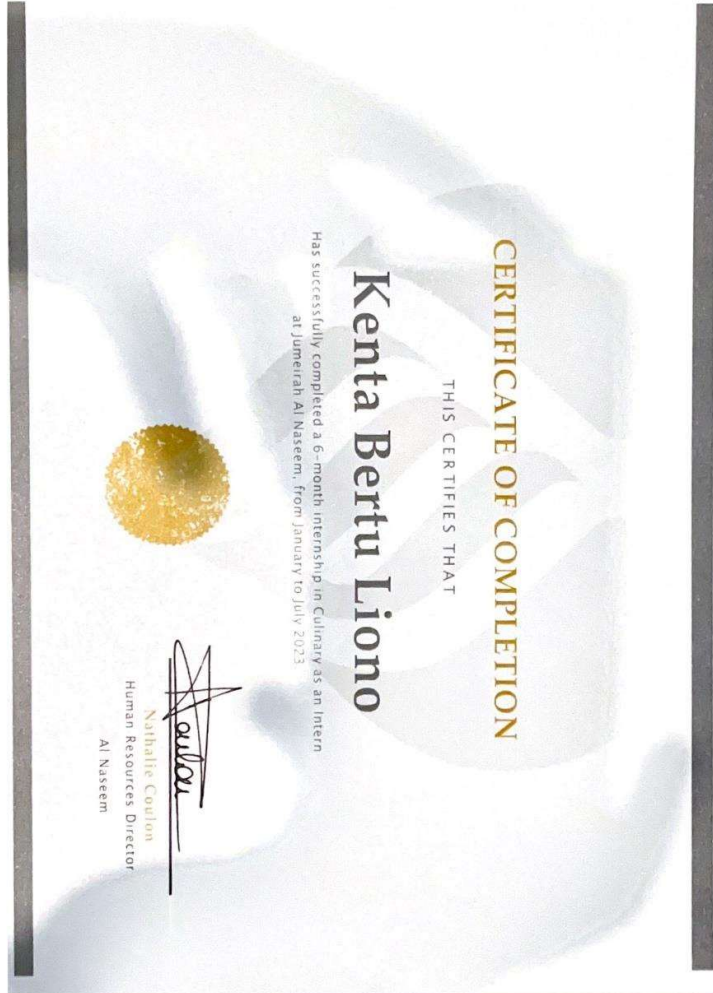 CERTIFICATE OF COMPLETION
THIS CERTIFIES THAT
Kenta Bertu Liono
Has successfully completed a 6-month internship in Culinary as an Intern
at Jumeirah Al Naseem, from January to July 2023
Nathalie Coulon
Human Resources Director
Al Naseem